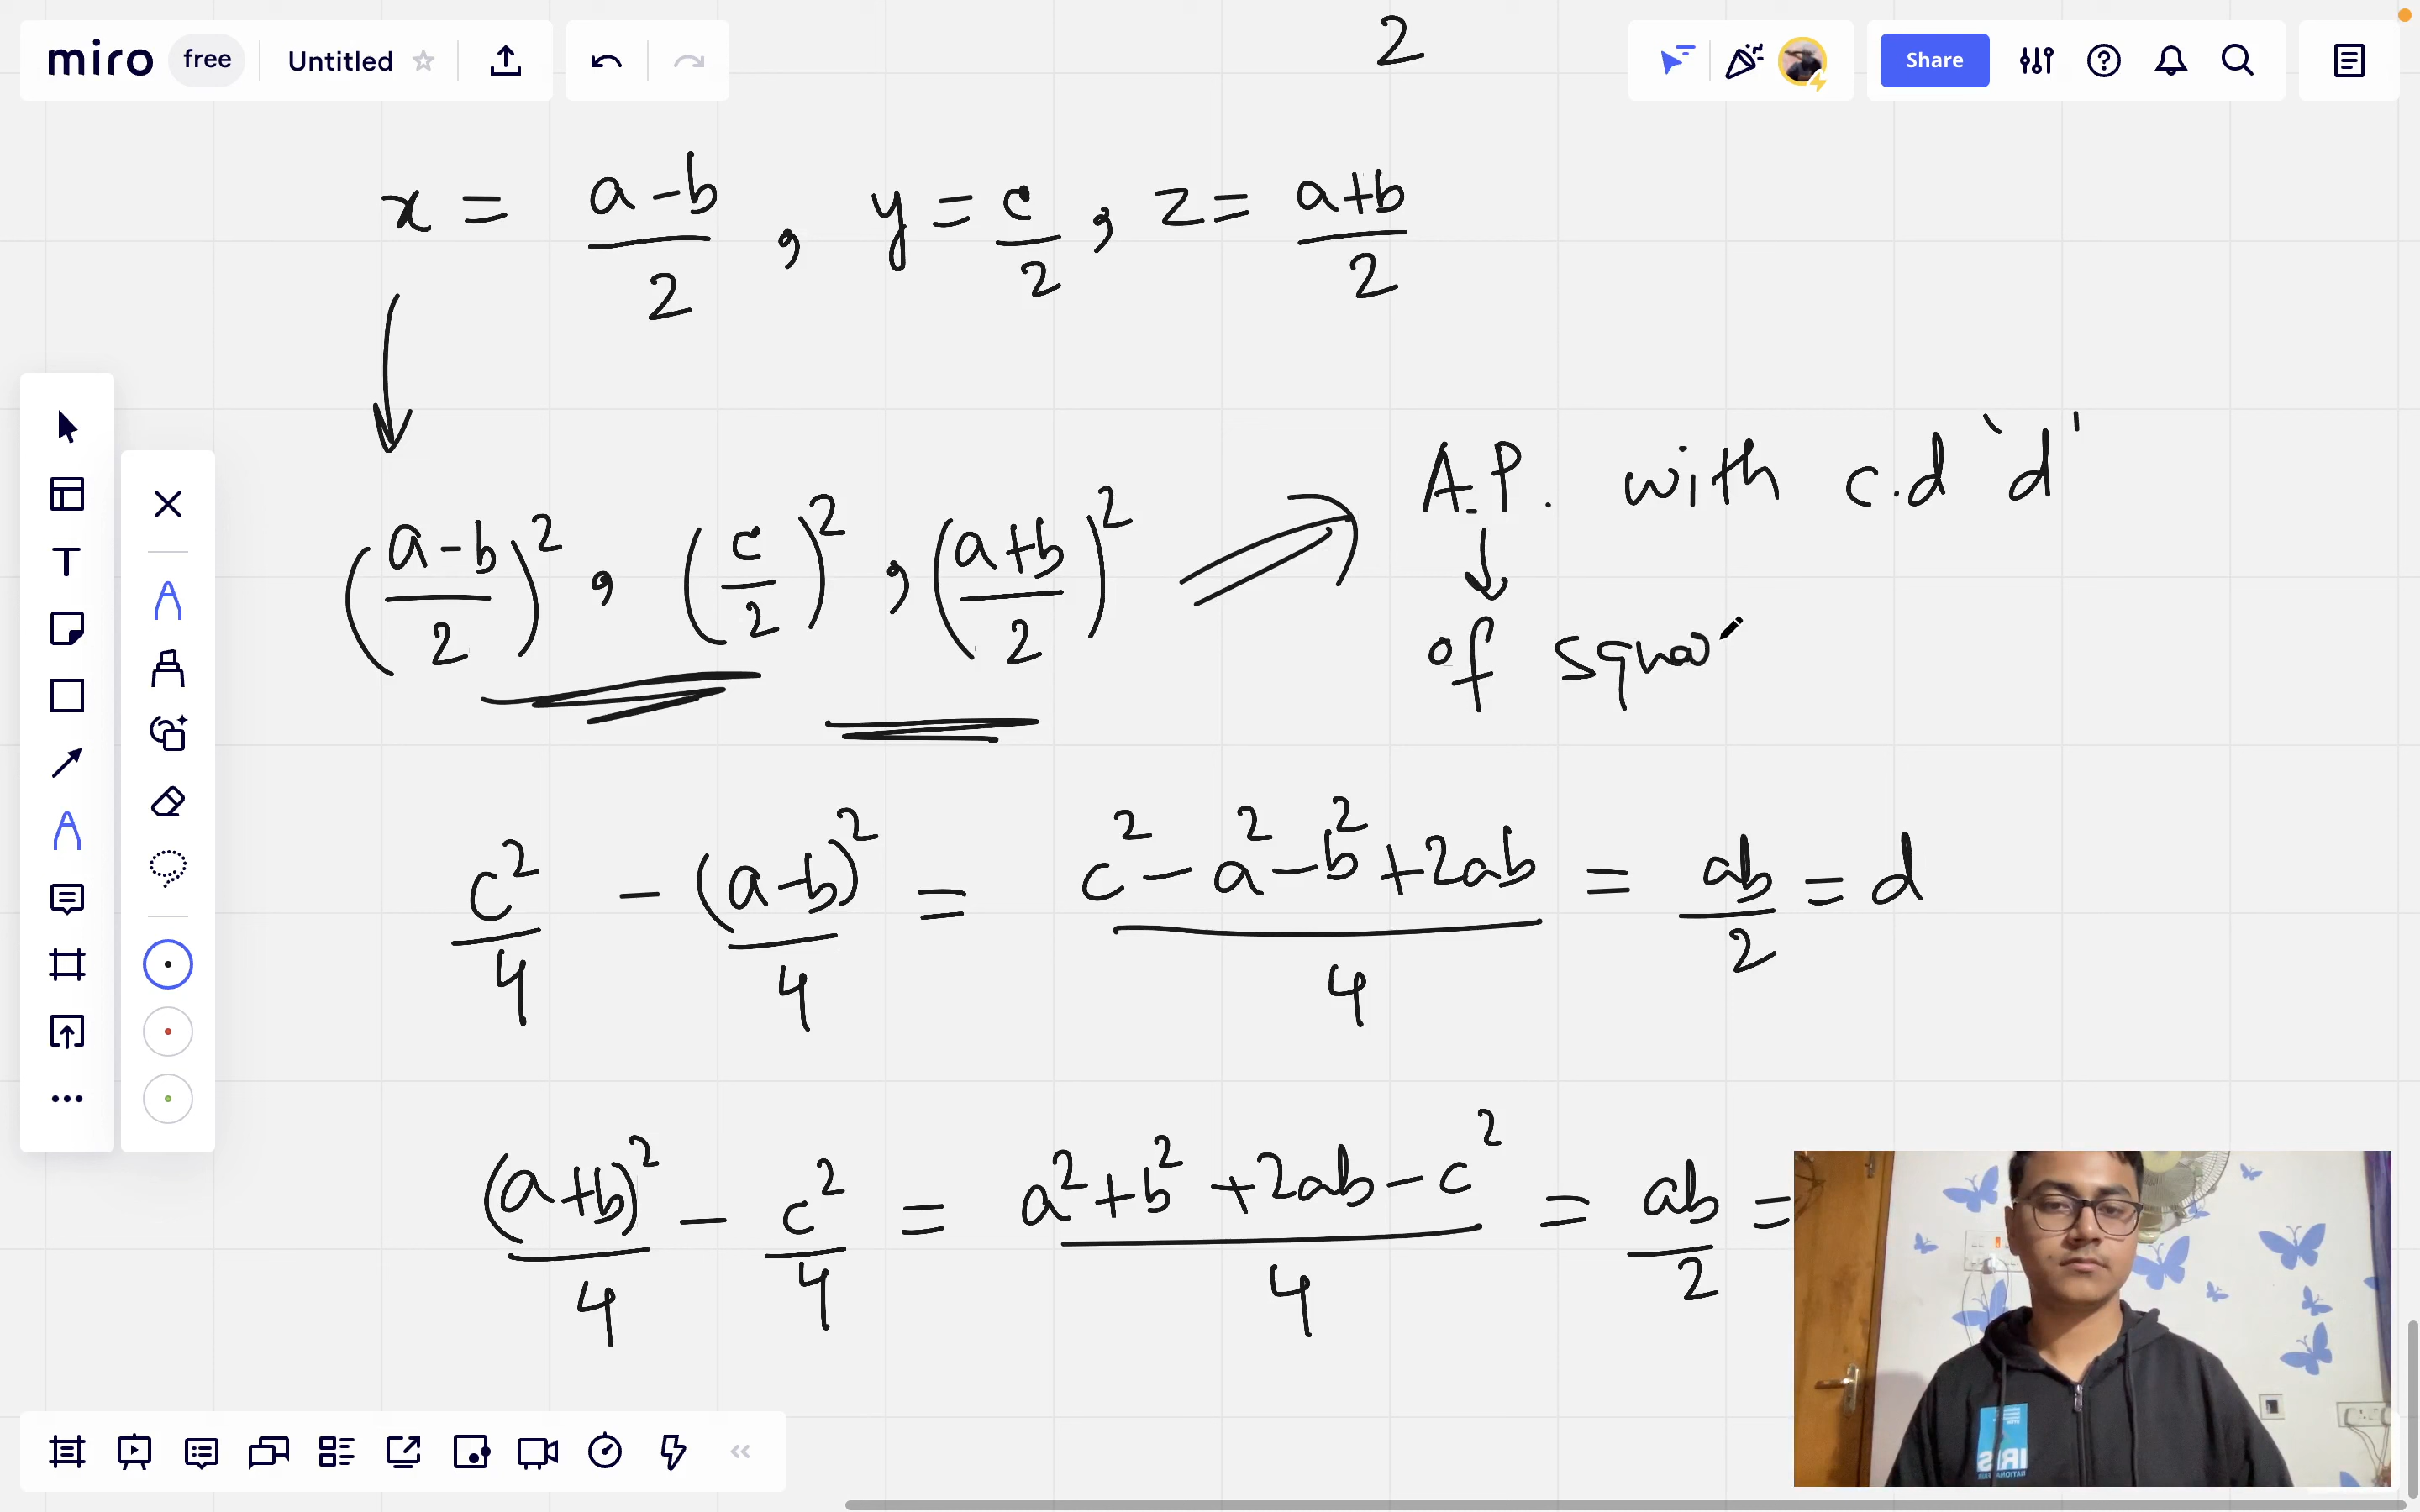 miro free Untitled
Share
2
x = a-b/2 , y = c/2 , z = a+b/2
A.P. with c.d 'd'
((a-b)/2)² , (c/2)² , ((a+b)/2)²
of squar
c²/4 - (a-b)²/4 = (c²-a²-b²+2ab)/4 = ab/2 = d
(a+b)²/4 - c²/4 = (a²+b²+2ab-c²)/4 = ab/2 =